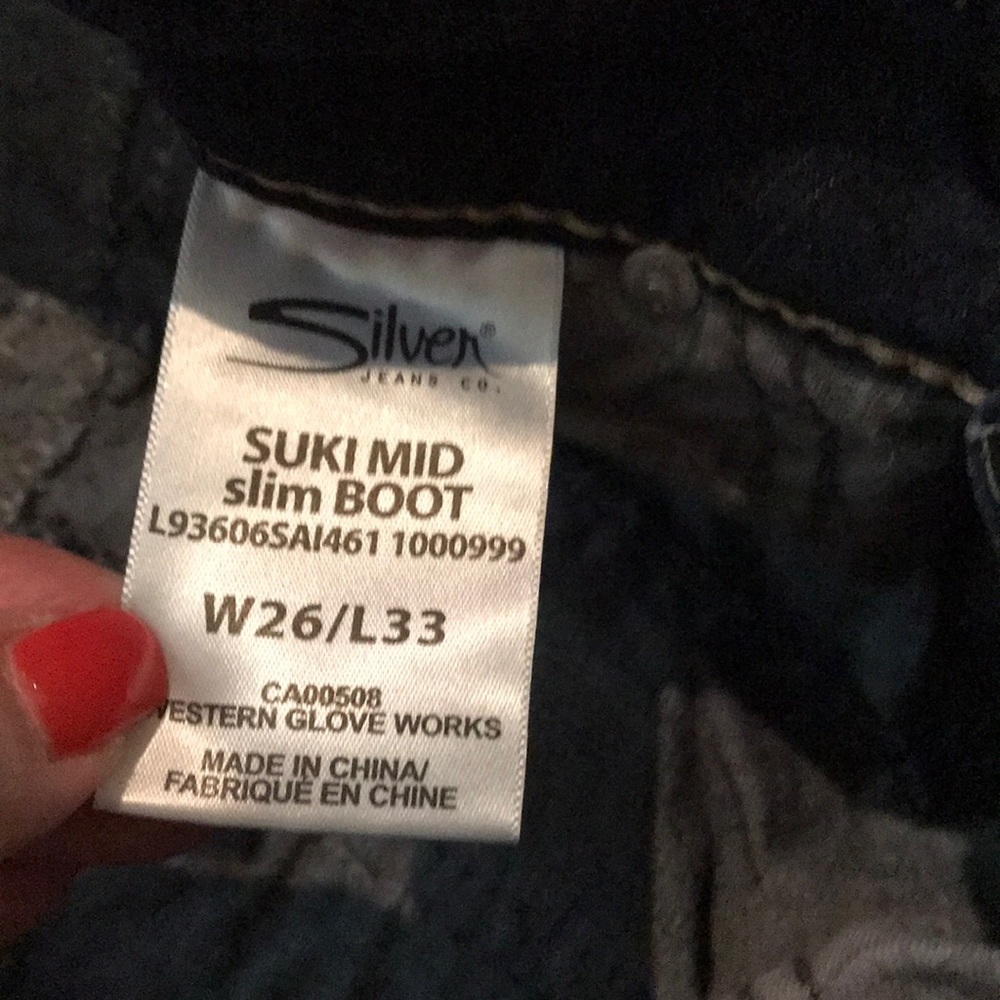 Silver®
JEANS CO.
SUKI MID
slim BOOT
L93606SAI461 1000999
W26/L33
CA00508
WESTERN GLOVE WORKS
MADE IN CHINA/
FABRIQUÉ EN CHINE